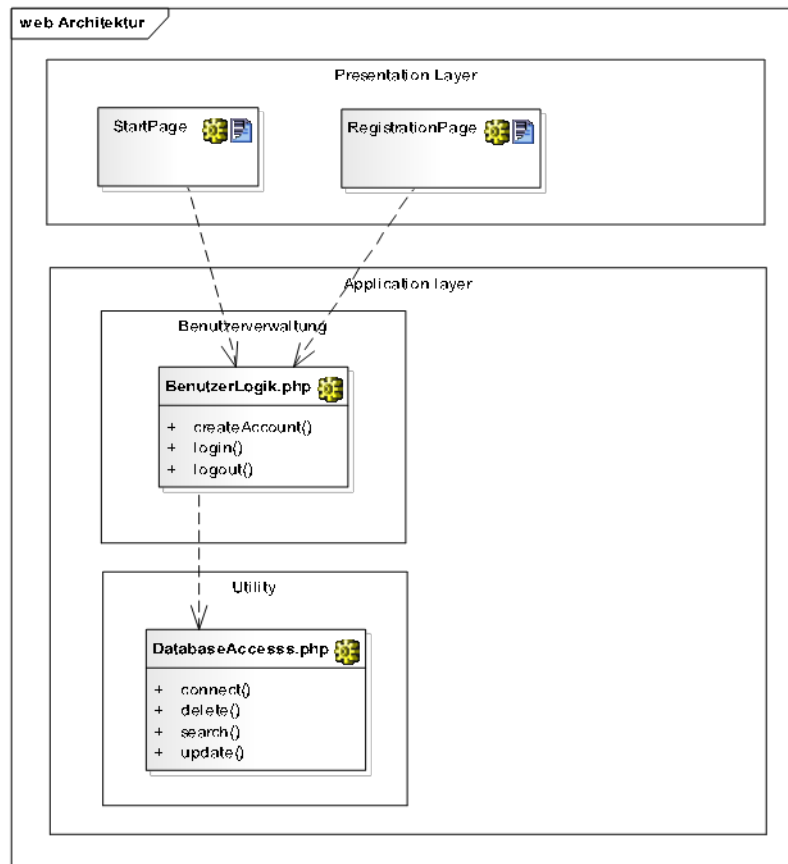 web Architektur
Presentation Layer
StartPage
RegistrationPage
Application layer
Benutzerverwaltung
BenutzerLogik.php
+ createAccount()
+ login()
+ logout()
Utility
DatabaseAccesss.php
+ connect()
+ delete()
+ search()
+ update()